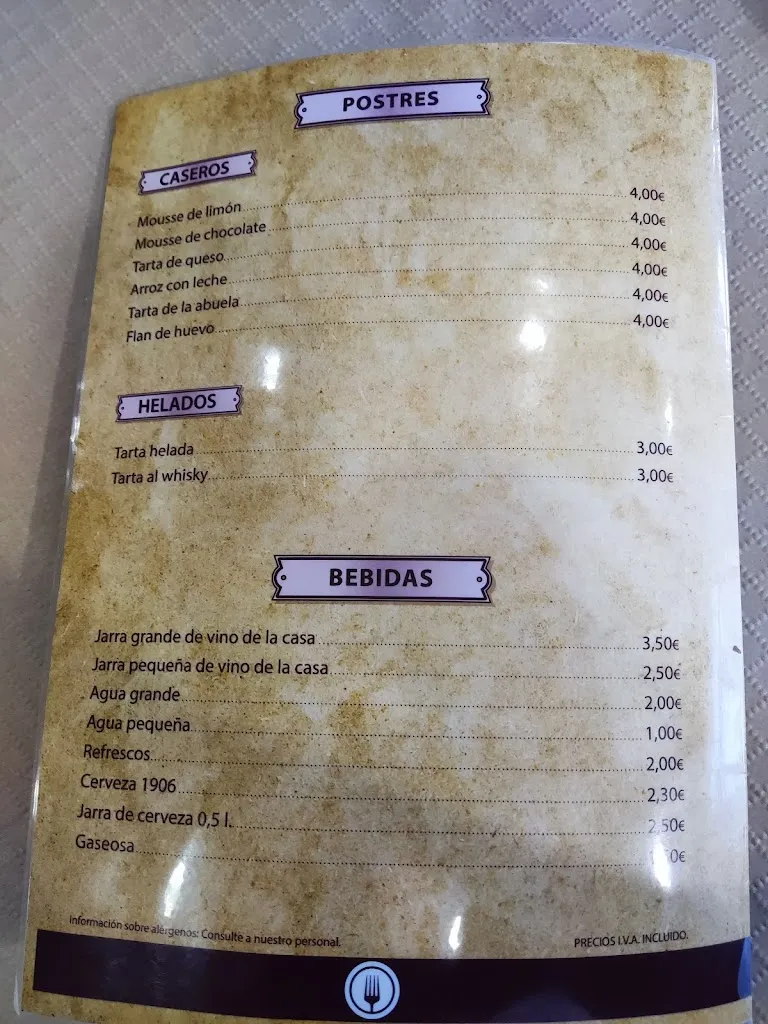 POSTRES
CASEROS
Mousse de limón 4,00€
Mousse de chocolate 4,00€
Tarta de queso 4,00€
Arroz con leche 4,00€
Tarta de la abuela 4,00€
Flan de huevo 4,00€
HELADOS
Tarta helada 3,00€
Tarta al whisky 3,00€
BEBIDAS
Jarra grande de vino de la casa 3,50€
Jarra pequeña de vino de la casa 2,50€
Agua grande 2,00€
Agua pequeña 1,00€
Refrescos 2,00€
Cerveza 1906 2,30€
Jarra de cerveza 0,5 l. 2,50€
Gaseosa
Información sobre alérgenos: Consulte a nuestro personal.
PRECIOS I.V.A. INCLUIDO.